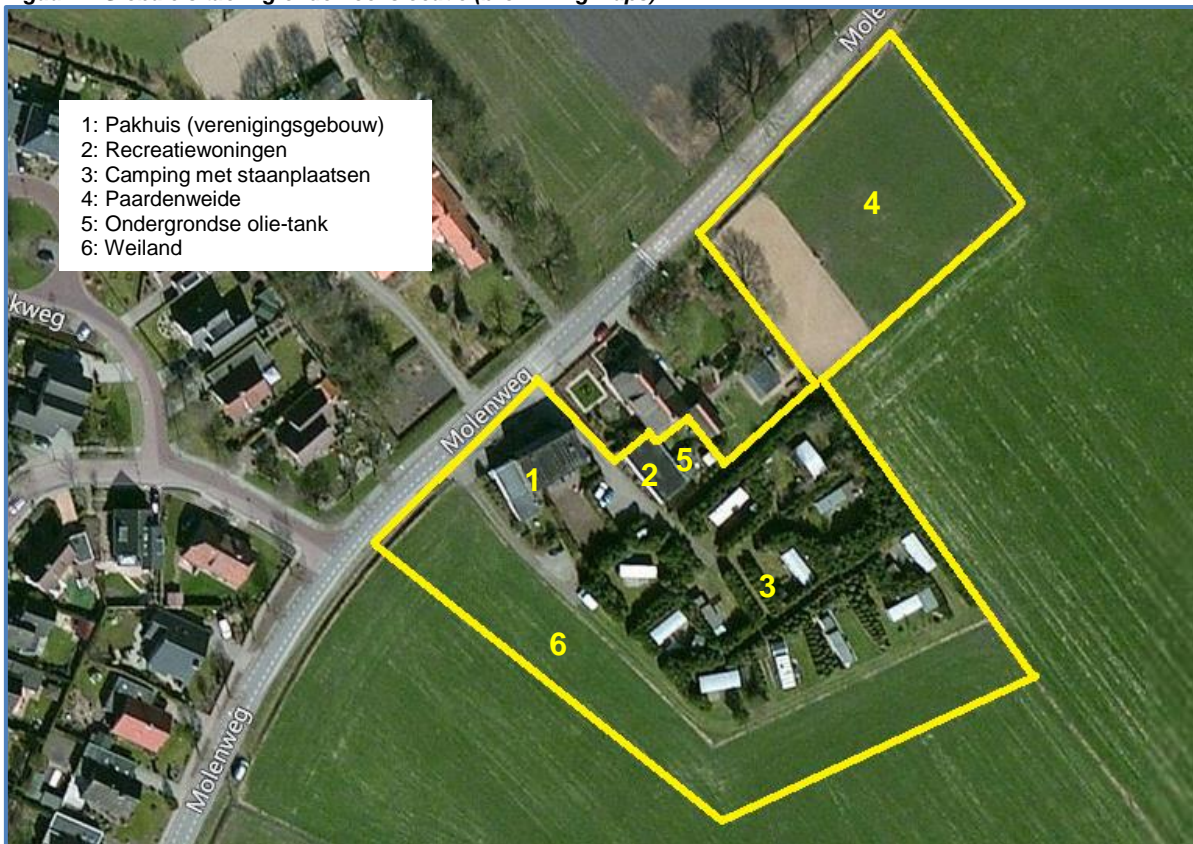 Molen
1: Pakhuis (verenigingsgebouw)
2: Recreatiewoningen
3: Camping met staanplaatsen
4: Paardenweide
5: Ondergrondse olie-tank
6: Weiland
4
kweg
Molenweg
1
2
5
3
6
Molenweg